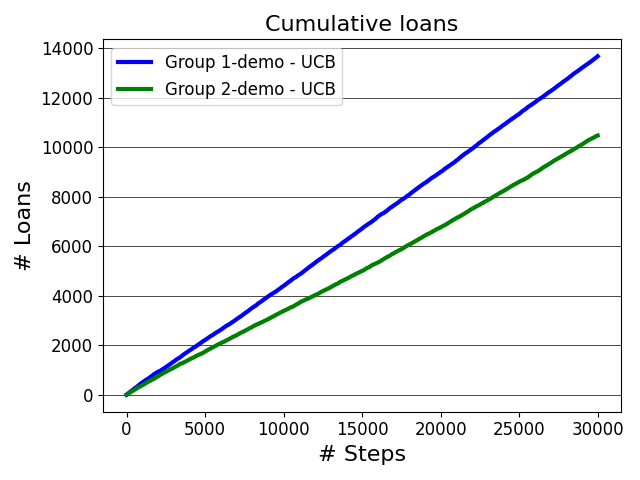 Cumulative loans
Group 1-demo - UCB
Group 2-demo - UCB
# Loans
14000
12000
10000
8000
6000
4000
2000
0
0 5000 10000 15000 20000 25000 30000
# Steps